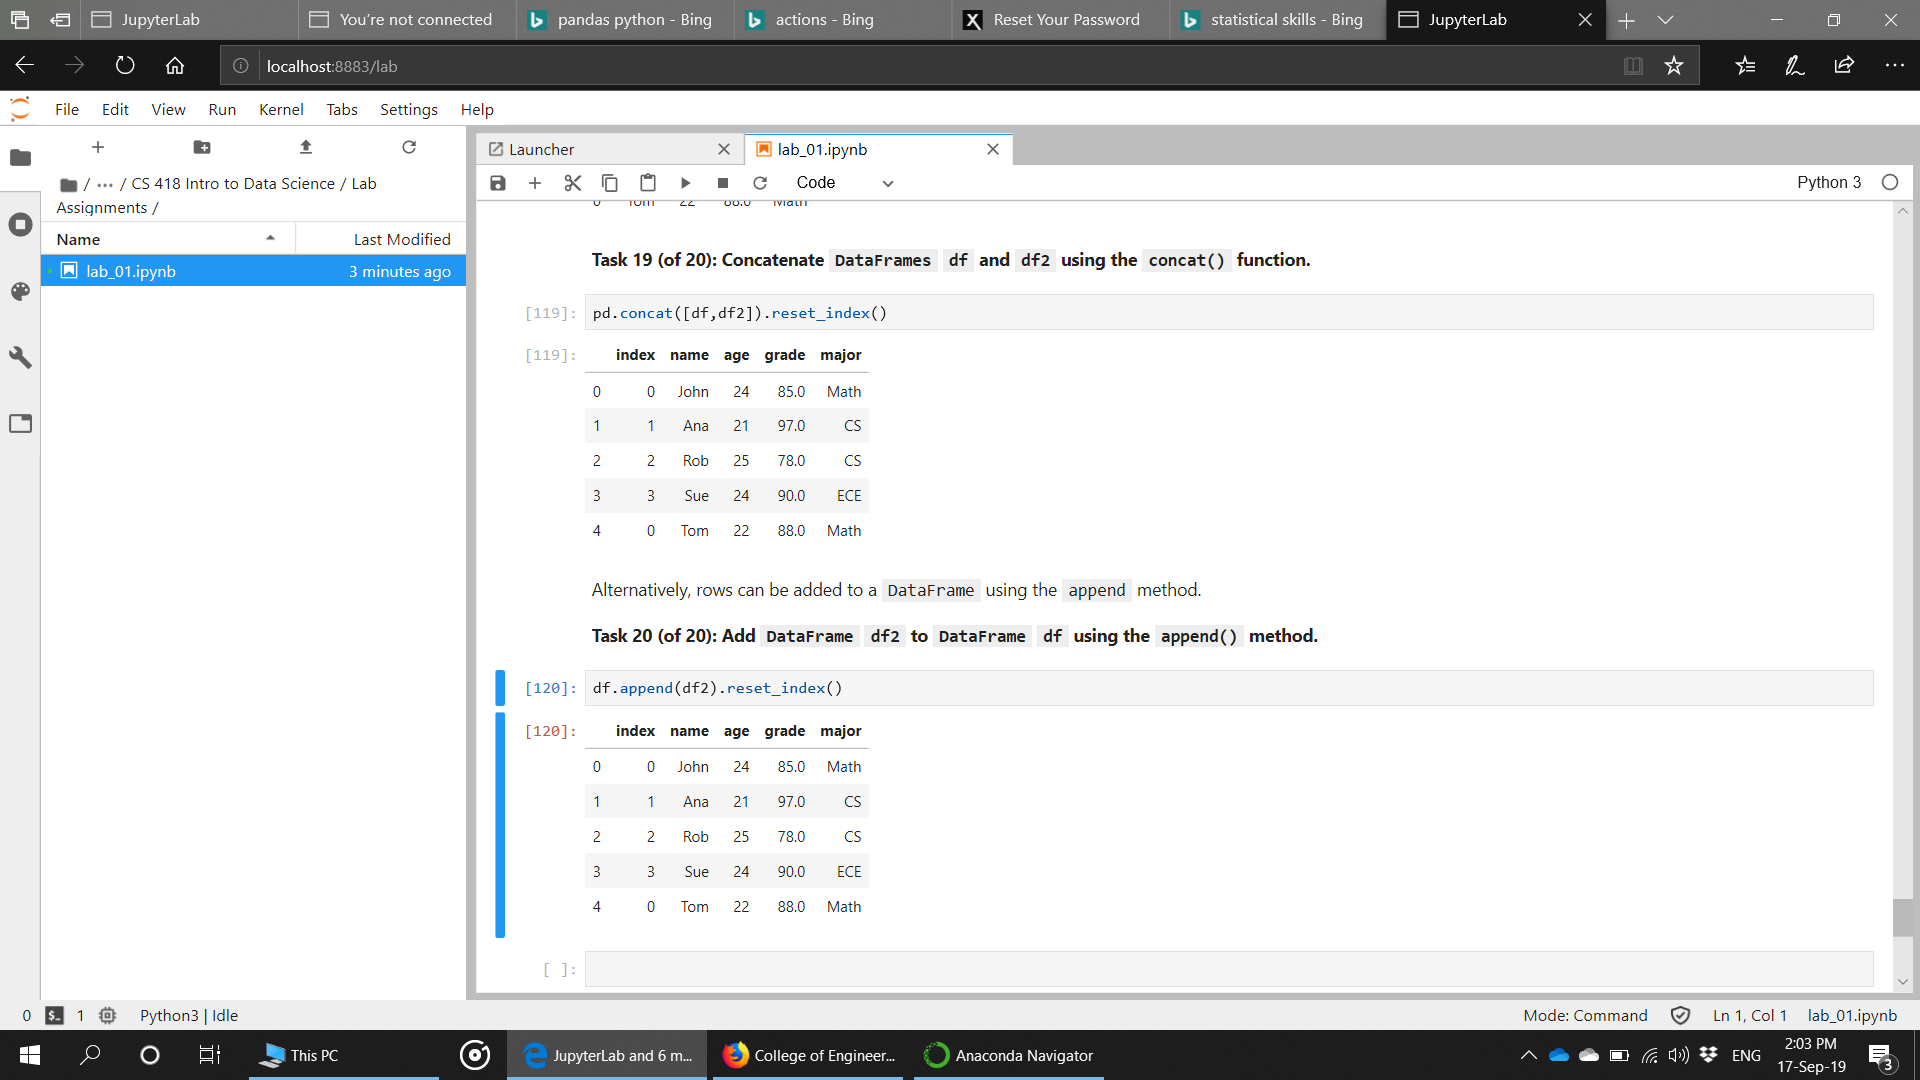 JupyterLab
You're not connected
pandas python - Bing
actions - Bing
Reset Your Password
statistical skills - Bing
JupyterLab
localhost:8883/lab
File Edit View Run Kernel Tabs Settings Help
/ ··· / CS 418 Intro to Data Science / Lab
Assignments /
Name Last Modified
lab_01.ipynb 3 minutes ago
Launcher
lab_01.ipynb
Code
Python 3
0 Tom 22 88.0 Math
Task 19 (of 20): Concatenate DataFrames df and df2 using the concat() function.
[119]: pd.concat([df,df2]).reset_index()
[119]: index name age grade major
0 0 John 24 85.0 Math
1 1 Ana 21 97.0 CS
2 2 Rob 25 78.0 CS
3 3 Sue 24 90.0 ECE
4 0 Tom 22 88.0 Math
Alternatively, rows can be added to a DataFrame using the append method.
Task 20 (of 20): Add DataFrame df2 to DataFrame df using the append() method.
[120]: df.append(df2).reset_index()
[120]: index name age grade major
0 0 John 24 85.0 Math
1 1 Ana 21 97.0 CS
2 2 Rob 25 78.0 CS
3 3 Sue 24 90.0 ECE
4 0 Tom 22 88.0 Math
[ ]:
0 $_ 1 Python3 | Idle
Mode: Command Ln 1, Col 1 lab_01.ipynb
This PC
JupyterLab and 6 m...
College of Engineer...
Anaconda Navigator
ENG
2:03 PM
17-Sep-19
3